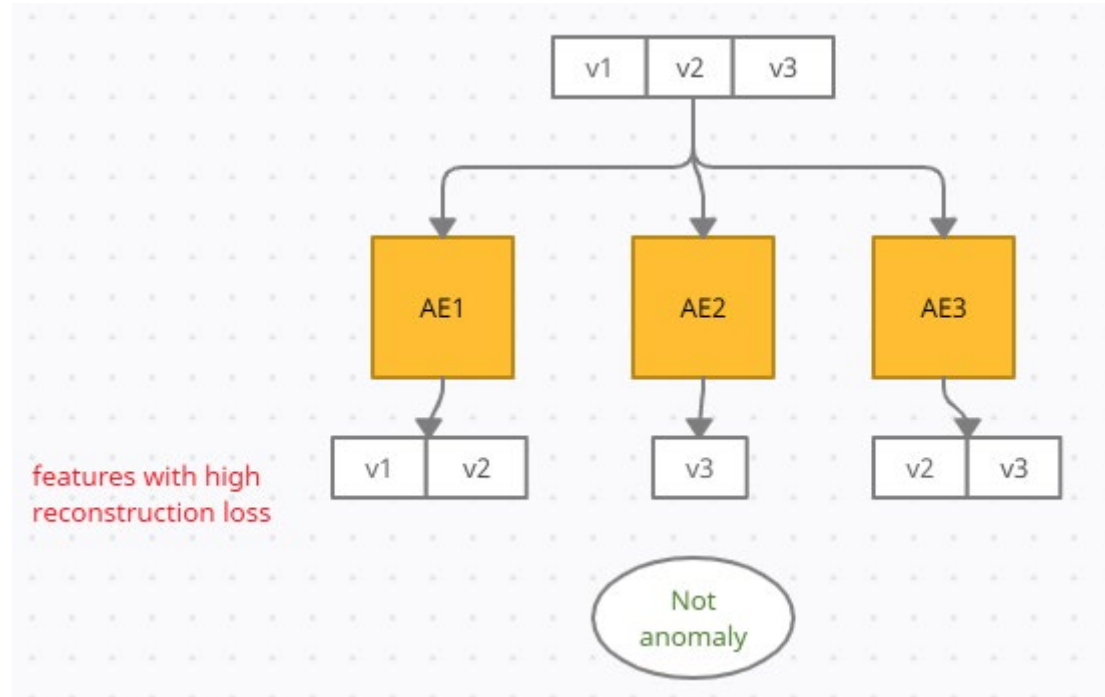 v1 v2 v3
AE1 AE2 AE3
v1 v2 v3 v2 v3
features with high
reconstruction loss
Not
anomaly